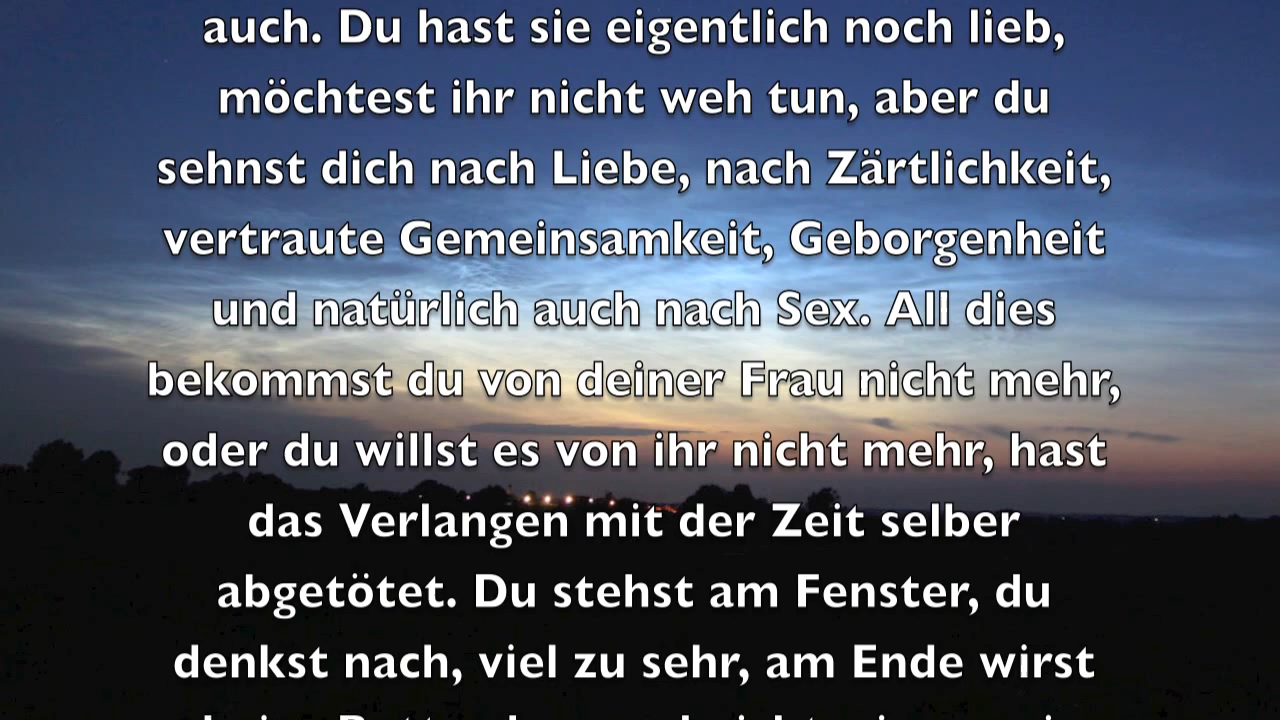 auch. Du hast sie eigentlich noch lieb,
möchtest ihr nicht weh tun, aber du
sehnst dich nach Liebe, nach Zärtlichkeit,
vertraute Gemeinsamkeit, Geborgenheit
und natürlich auch nach Sex. All dies
bekommst du von deiner Frau nicht mehr,
oder du willst es von ihr nicht mehr, hast
das Verlangen mit der Zeit selber
abgetötet. Du stehst am Fenster, du
denkst nach, viel zu sehr, am Ende wirst